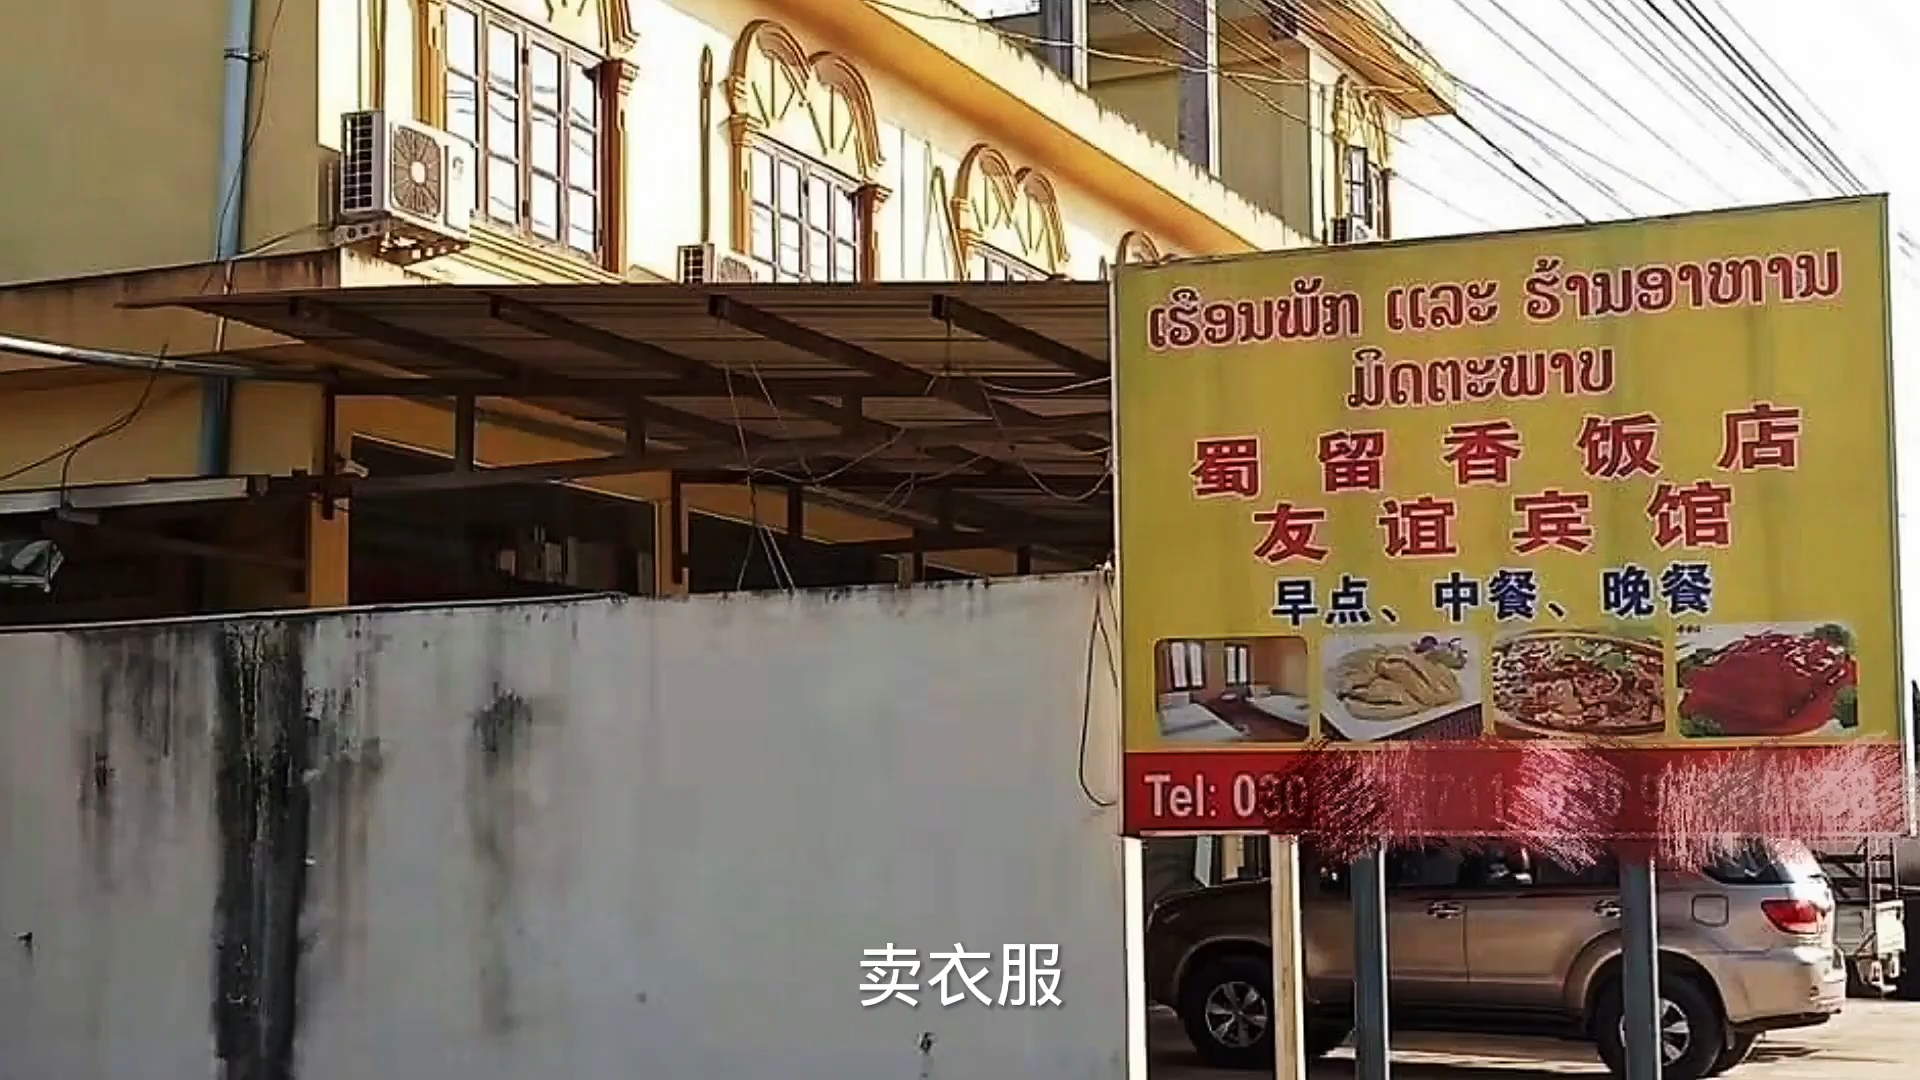 ເຮືອນພັກ ແລະ ຮ້ານອາຫານ
ມິດຕະພາບ
蜀留香饭店
友谊宾馆
早点、中餐、晚餐
Tel: 030
卖衣服